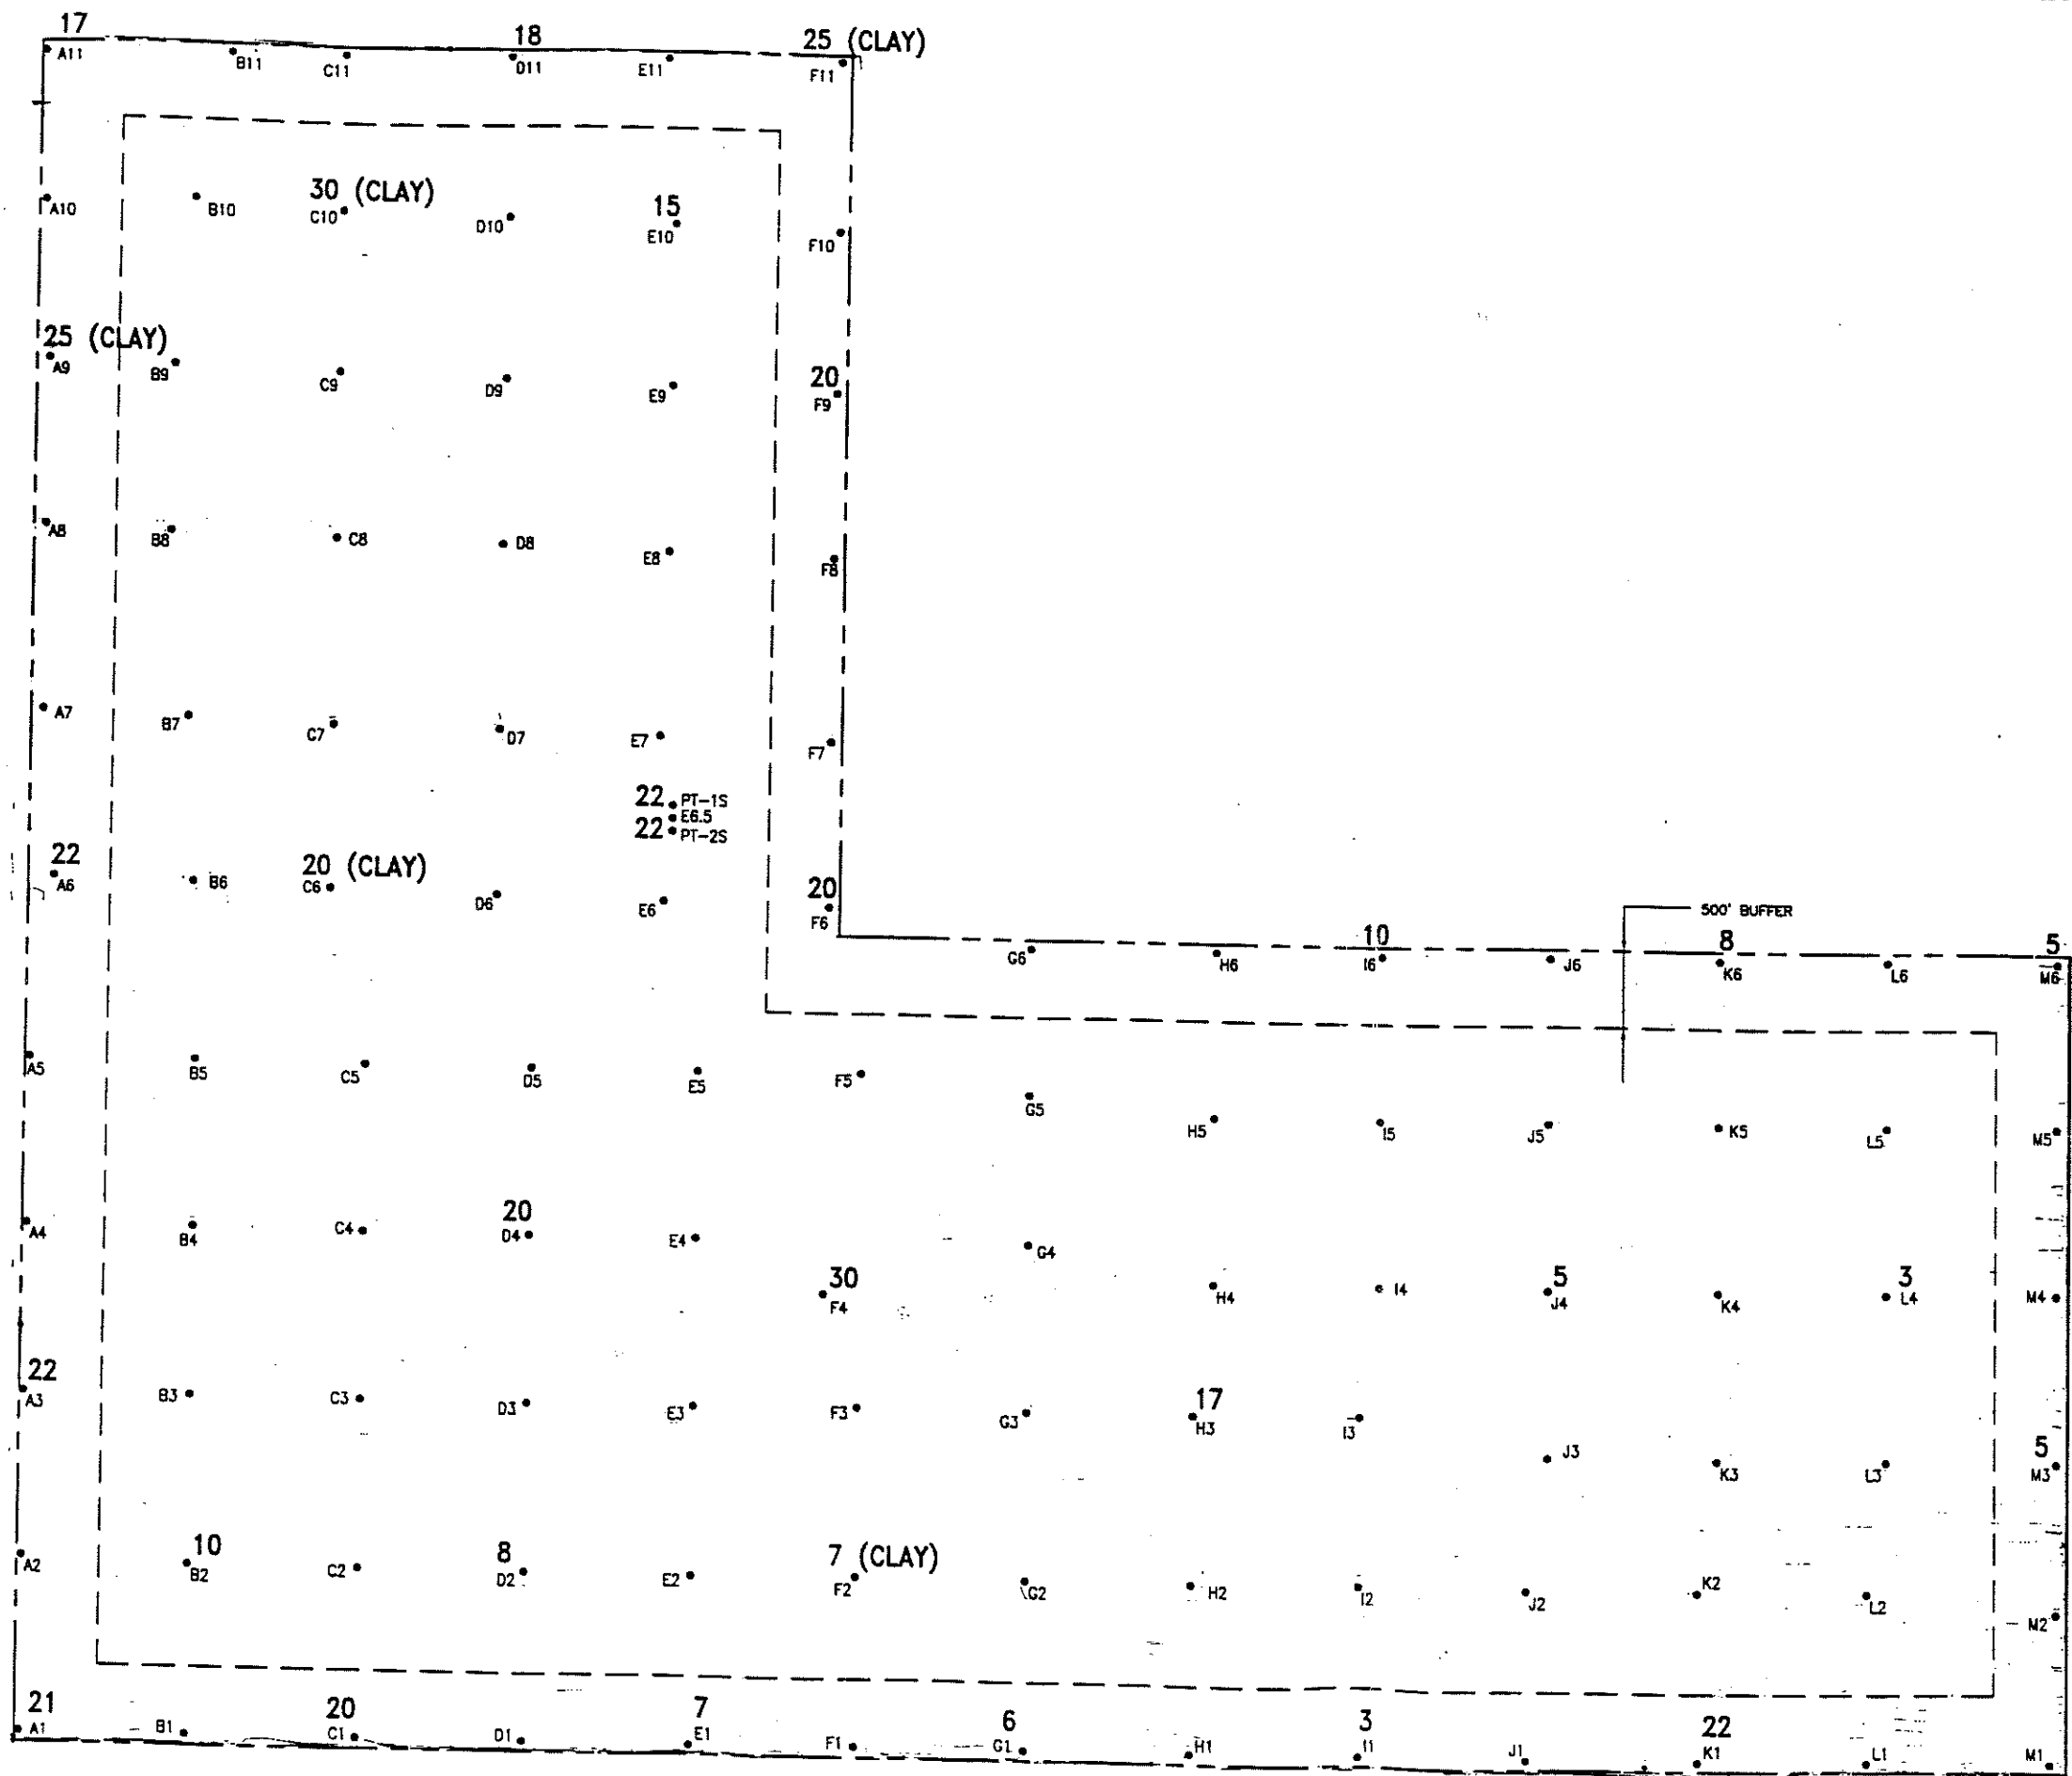 17
18
25 (CLAY)
A11
B11
C11
D11
E11
F11
30 (CLAY)
15
A10
B10
C10
D10
E10
F10
25 (CLAY)
20
A9
B9
C9
D9
E9
F9
A8
B8
C8
D8
E8
F8
A7
B7
C7
D7
E7
F7
22 PT-1S
E6.5
22 PT-2S
22
20 (CLAY)
20
A6
B6
C6
D6
E6
F6
500' BUFFER
10
8
5
G6
H6
I6
J6
K6
L6
M6
A5
B5
C5
D5
E5
F5
G5
H5
I5
J5
K5
L5
M5
20
A4
B4
C4
D4
E4
30
5
3
F4
G4
H4
I4
J4
K4
L4
M4
22
17
5
A3
B3
C3
D3
E3
F3
G3
H3
I3
J3
K3
L3
M3
10
8
7 (CLAY)
A2
B2
C2
D2
E2
F2
G2
H2
I2
J2
K2
L2
M2
21
20
7
6
3
22
A1
B1
C1
D1
E1
F1
G1
H1
I1
J1
K1
L1
M1